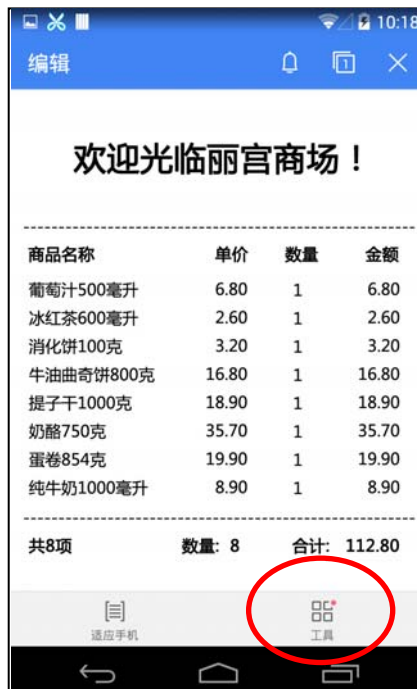 10:18
编辑
1
欢迎光临丽宫商场！
商品名称 单价 数量 金额
葡萄汁500毫升 6.80 1 6.80
冰红茶600毫升 2.60 1 2.60
消化饼100克 3.20 1 3.20
牛油曲奇饼800克 16.80 1 16.80
提子干1000克 18.90 1 18.90
奶酪750克 35.70 1 35.70
蛋卷854克 19.90 1 19.90
纯牛奶1000毫升 8.90 1 8.90
共8项 数量: 8 合计: 112.80
适应手机 工具